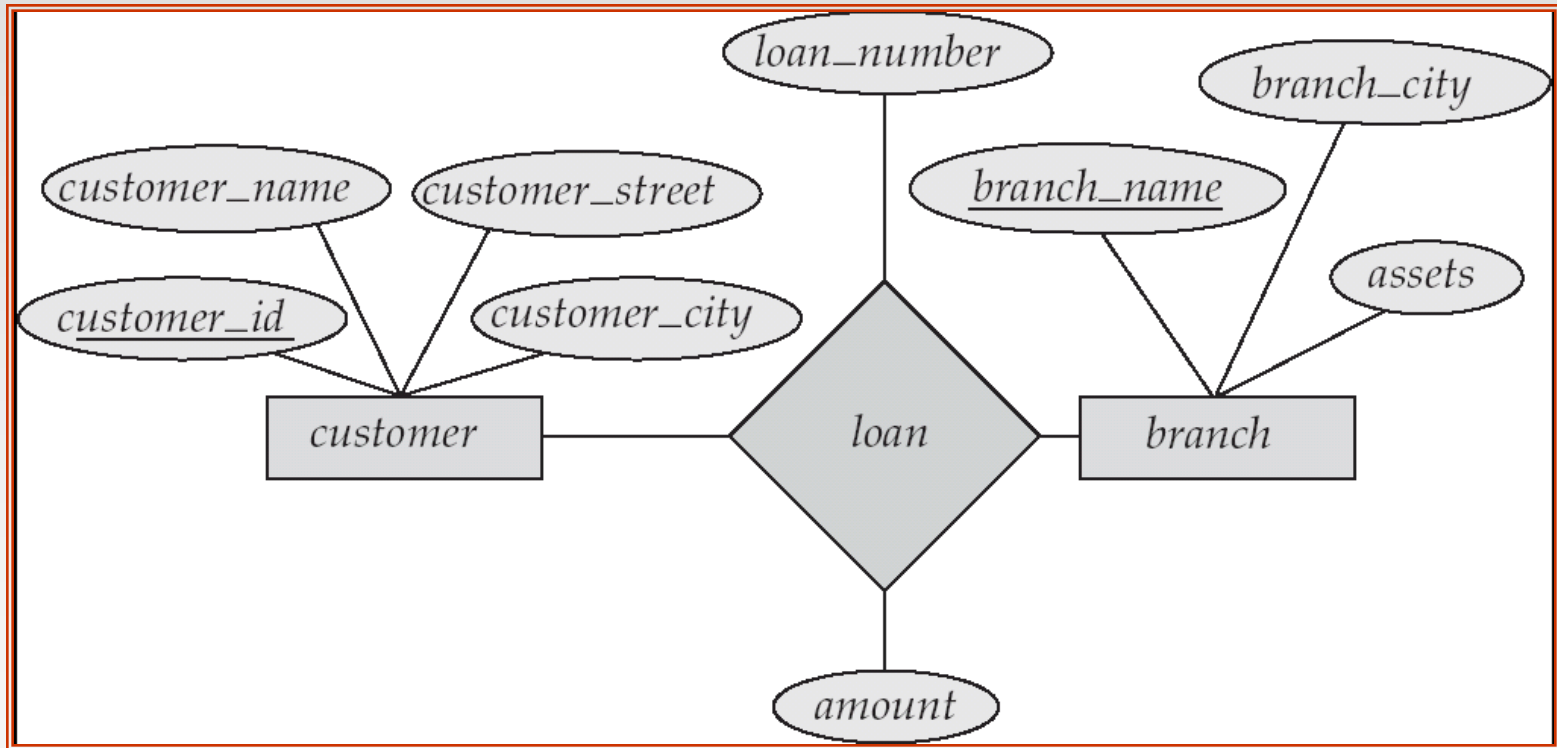 loan_number
branch_city
customer_name
customer_street
branch_name
customer_id
customer_city
assets
customer
loan
branch
amount